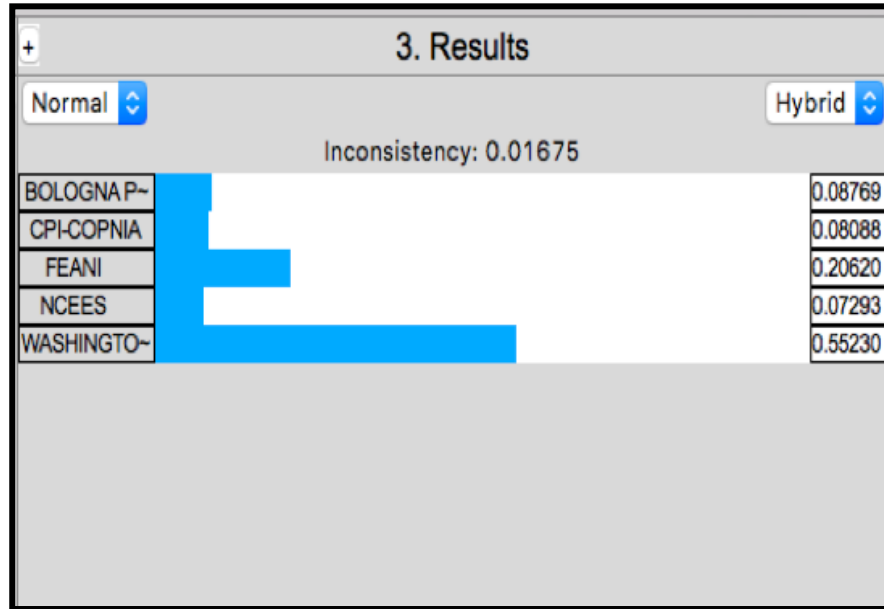 + 3. Results
Normal Hybrid
Inconsistency: 0.01675
BOLOGNA P~ 0.08769
CPI-COPNIA 0.08088
FEANI 0.20620
NCEES 0.07293
WASHINGTO~ 0.55230